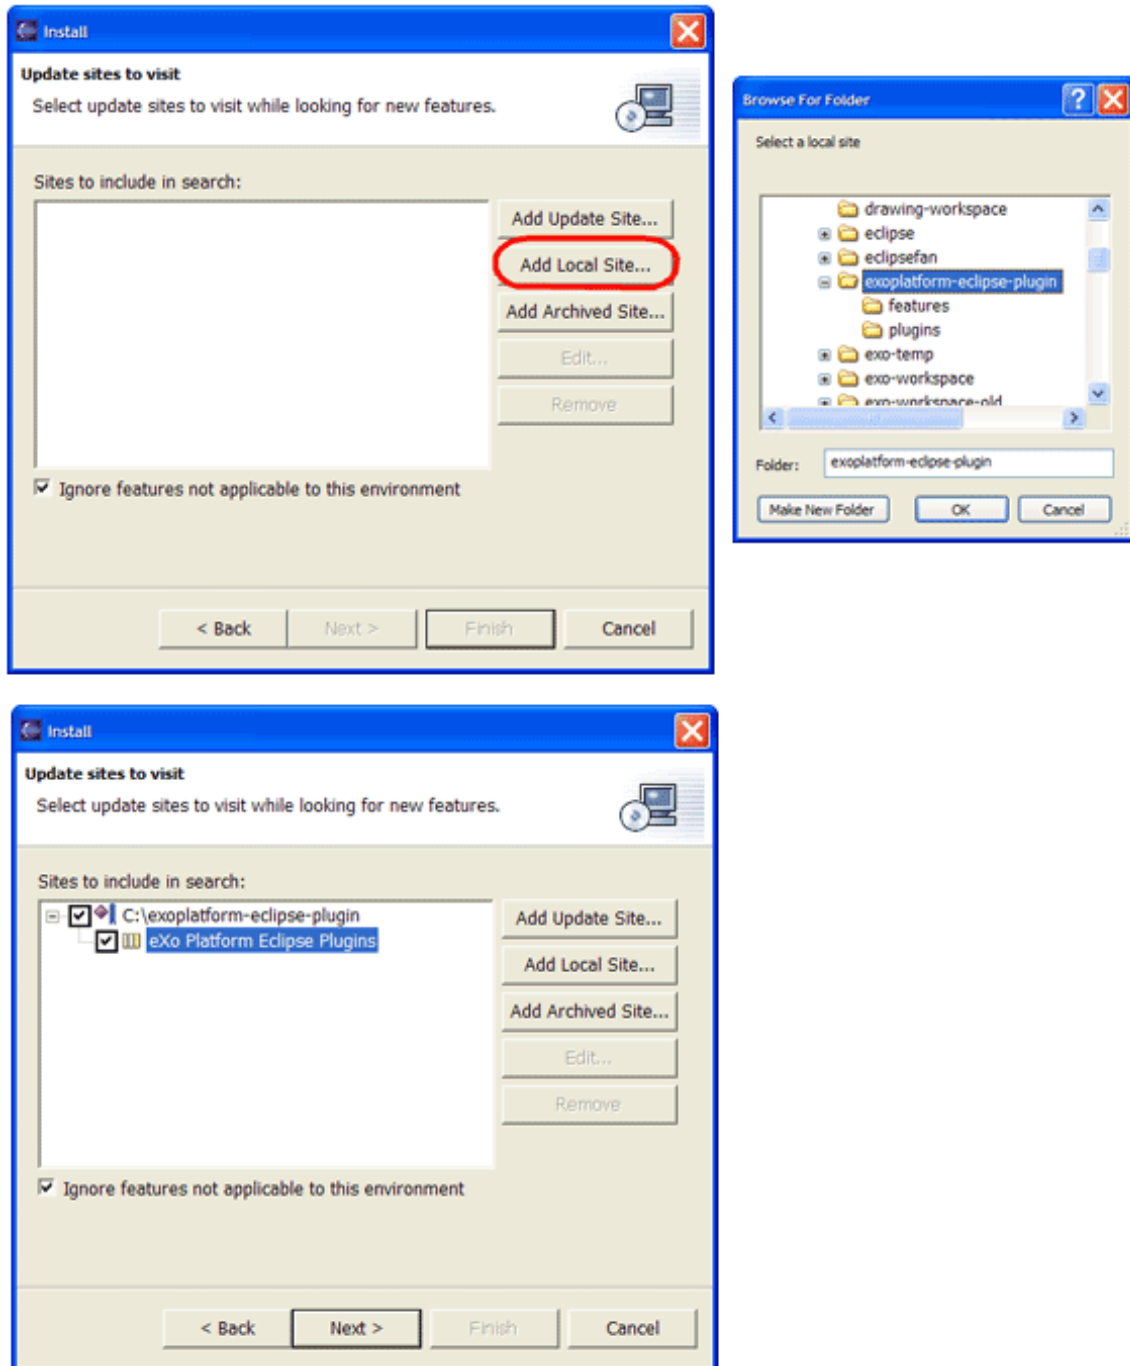 Install
Update sites to visit
Select update sites to visit while looking for new features.
Sites to include in search:
Add Update Site...
Add Local Site...
Add Archived Site...
Edit...
Remove
Ignore features not applicable to this environment
< Back
Next >
Finish
Cancel
Browse For Folder
Select a local site
drawing-workspace
eclipse
eclipsefan
exoplatform-eclipse-plugin
features
plugins
exo-temp
exo-workspace
exo-workspace-old
Folder:
exoplatform-eclipse-plugin
Make New Folder
OK
Cancel
Install
Update sites to visit
Select update sites to visit while looking for new features.
Sites to include in search:
C:\exoplatform-eclipse-plugin
eXo Platform Eclipse Plugins
Add Update Site...
Add Local Site...
Add Archived Site...
Edit...
Remove
Ignore features not applicable to this environment
< Back
Next >
Finish
Cancel